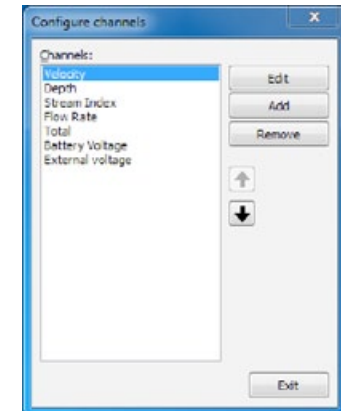 Configure channels
x
Channels:
Velocity
Depth
Stream Index
Flow Rate
Total
Battery Voltage
External voltage
Edit
Add
Remove
Exit